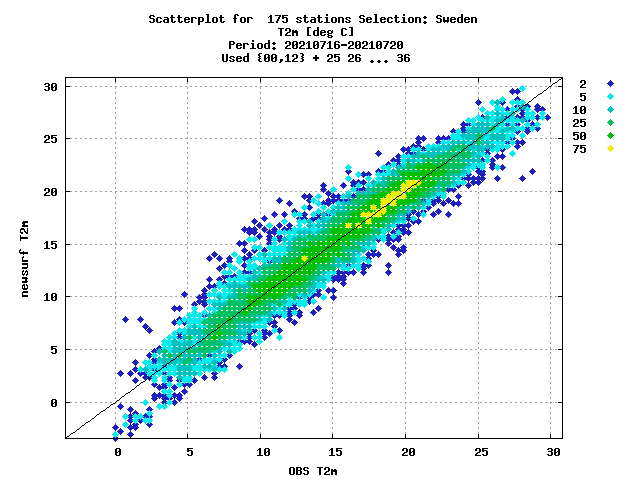 Scatterplot for  175 stations Selection: Sweden
T2m [deg C]
Period: 20210716-20210720
Used {00,12} + 25 26 ... 36
2
5
10
25
50
75
30
25
20
15
10
5
0
newsurf T2m
0 5 10 15 20 25 30
OBS T2m